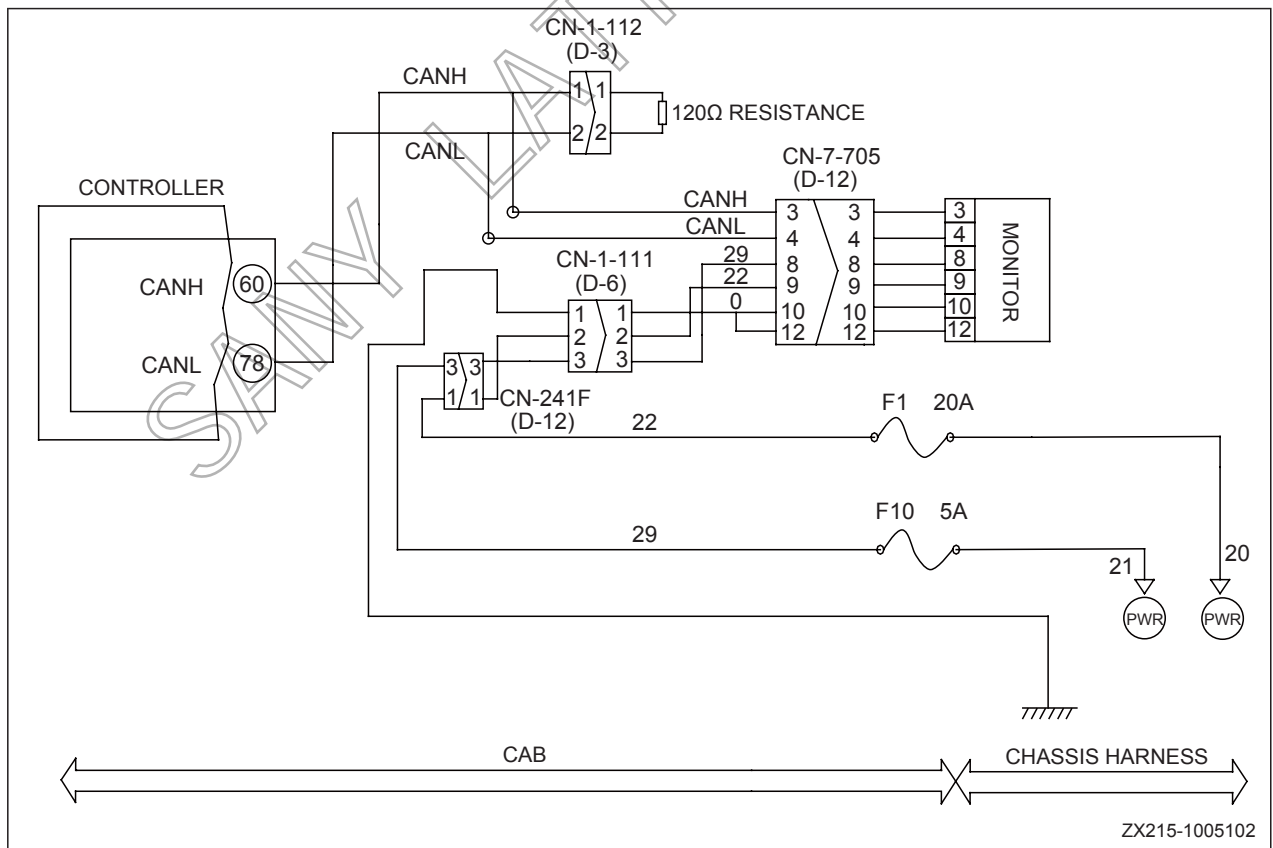 CN-1-112
(D-3)
CANH
1 1
2 2
120Ω RESISTANCE
CANL
CN-7-705
(D-12)
CONTROLLER
CANH
CANL
3 3 3
4 4 4
29
8 8 8
22
9 9 9
0
10 10 10
12 12 12
MONITOR
CN-1-111
(D-6)
1 1
2 2
3 3
CANH 60
CANL 78
3 3
1 1
CN-241F
(D-12)
22
F1 20A
29
F10 5A
21
20
PWR
PWR
CAB
CHASSIS HARNESS
ZX215-1005102
SANY